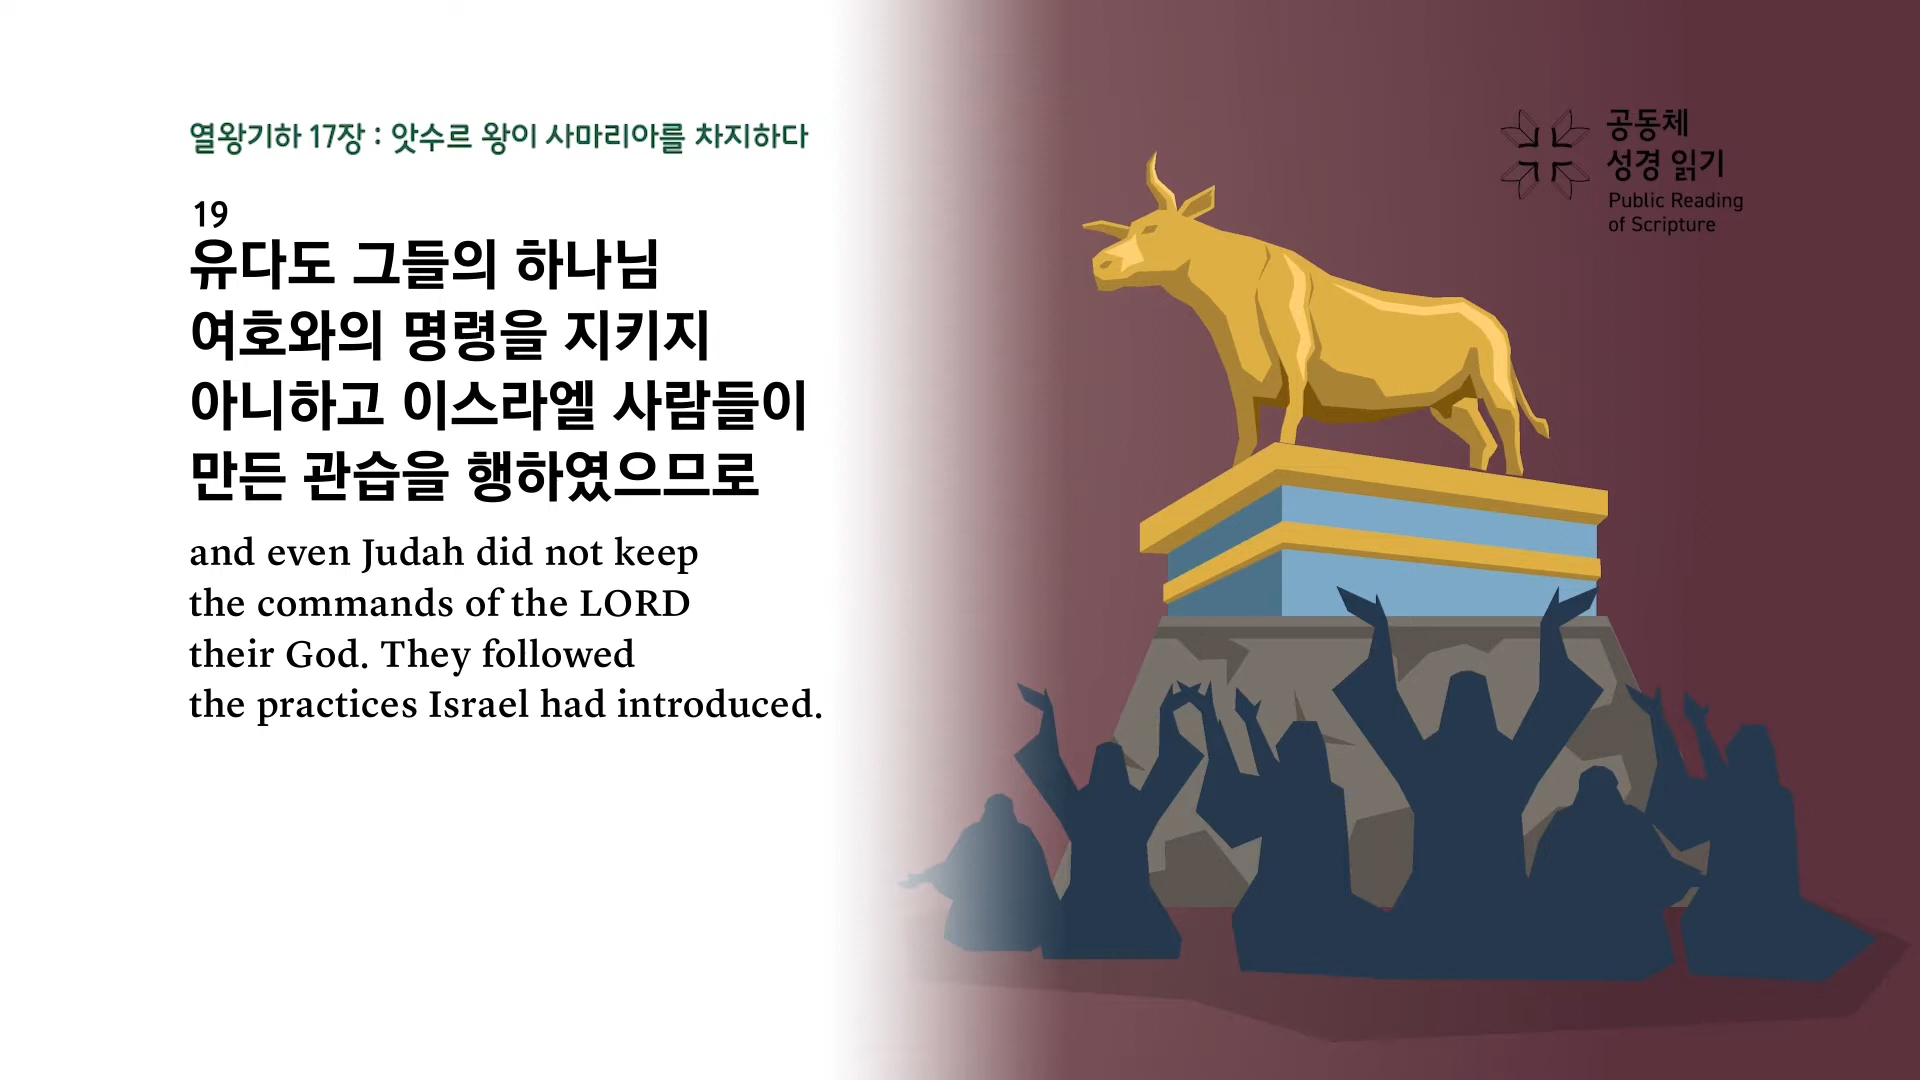 열왕기하 17장 : 앗수르 왕이 사마리아를 차지하다
19
유다도 그들의 하나님
여호와의 명령을 지키지
아니하고 이스라엘 사람들이
만든 관습을 행하였으므로
and even Judah did not keep
the commands of the LORD
their God. They followed
the practices Israel had introduced.
공동체
성경 읽기
Public Reading
of Scripture